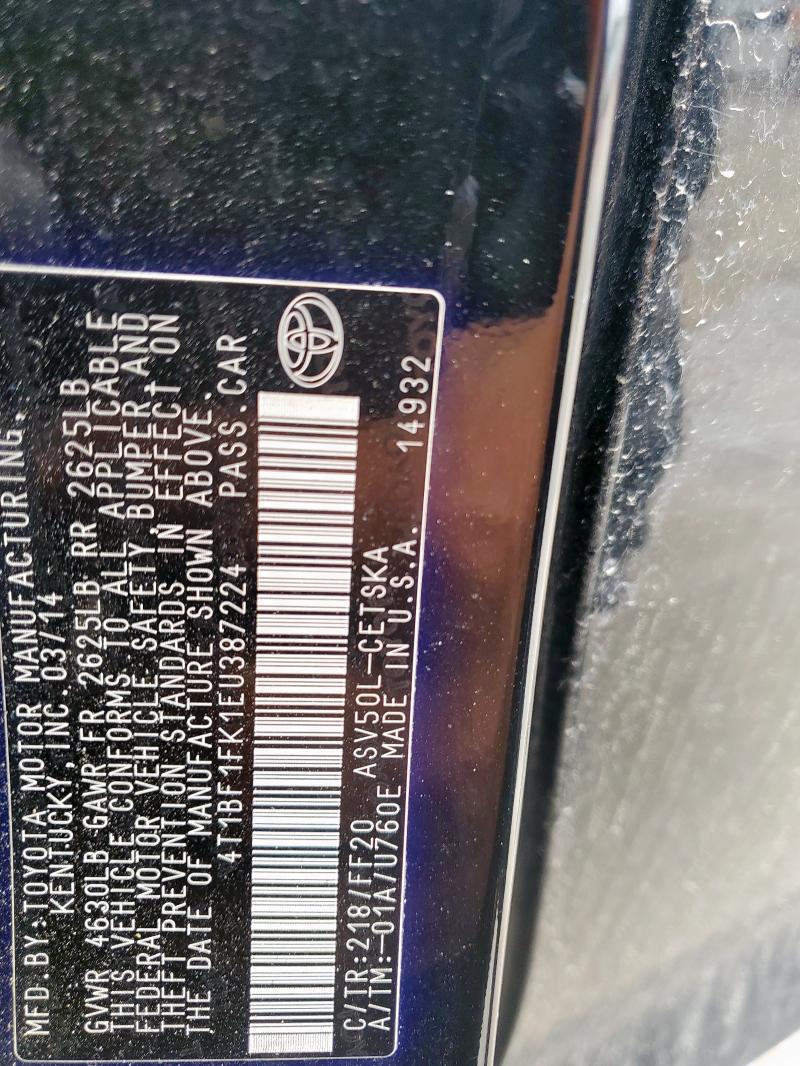 MFD.BY:TOYOTA MOTOR MANUFACTURING,
KENTUCKY, INC.03/14
GVWR 4630LB GAWR FR 2625LB RR 2625LB
THIS VEHICLE CONFORMS TO ALL APPLICABLE
FEDERAL MOTOR VEHICLE SAFETY, BUMPER, AND
THEFT PREVENTION STANDARDS IN EFFECT ON
THE DATE OF MANUFACTURE SHOWN ABOVE.
4T1BF1FK1EU387224 PASS.CAR
C/TR:218/FF20 ASV50L-CETSKA
A/TM:-01A/U760E MADE IN U.S.A. 14932